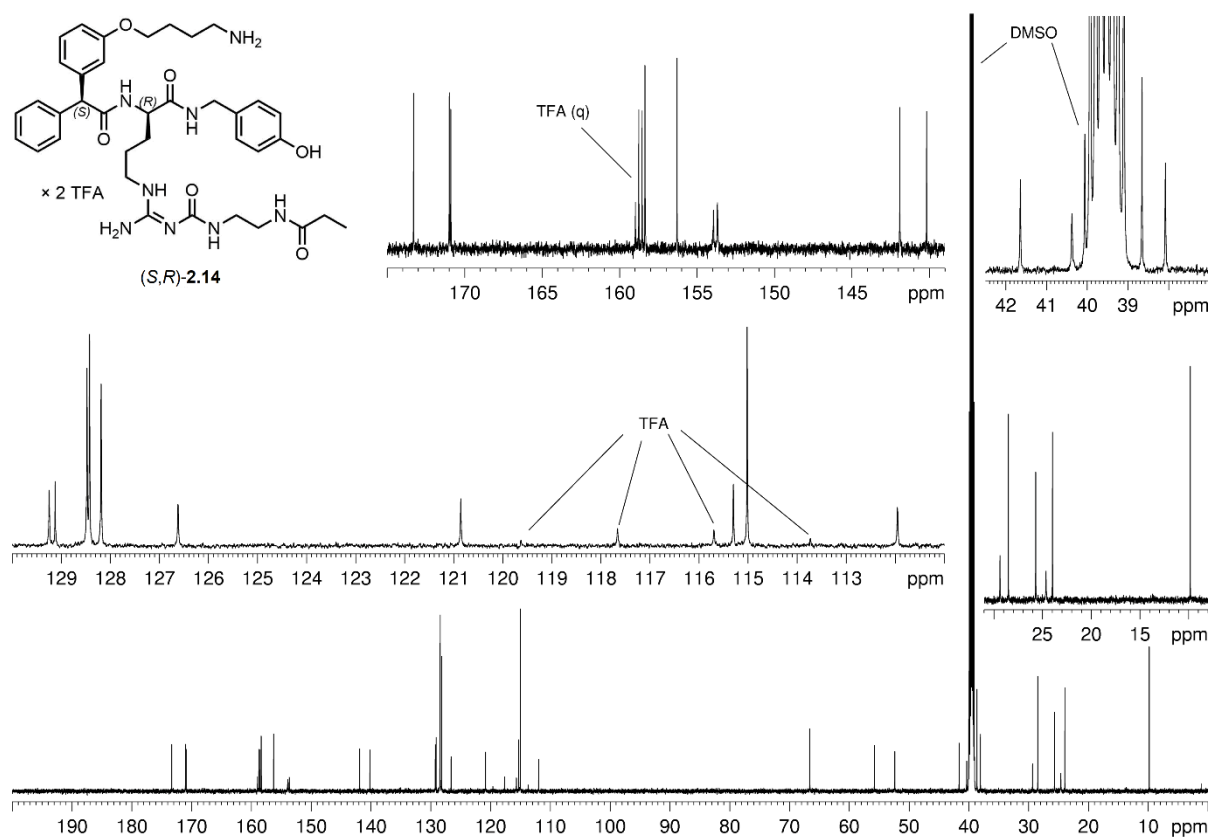 O
NH2
H
N
(R)
O
H
N
(S)
O
OH
× 2 TFA
NH
O
H
N
H2N
N
N
H
O
(S,R)-2.14
TFA (q)
170 165 160 155 150 145 ppm
DMSO
42 41 40 39 ppm
TFA
129 128 127 126 125 124 123 122 121 120 119 118 117 116 115 114 113 ppm
25 20 15 ppm
190 180 170 160 150 140 130 120 110 100 90 80 70 60 50 40 30 20 10 ppm